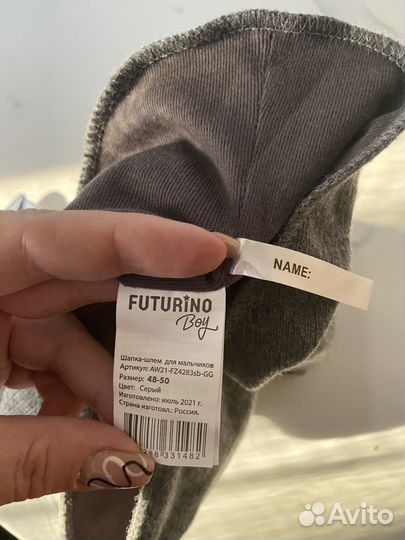 NAME:
FUTURINO
Boy
Шапка-шлем для мальчиков
Артикул: AW21-FZ4283sb-GG
Размер: 48-50
Цвет: Серый
Изготовлено: июль 2021 г.
Страна изготовл.: Россия.
288331482
Avito